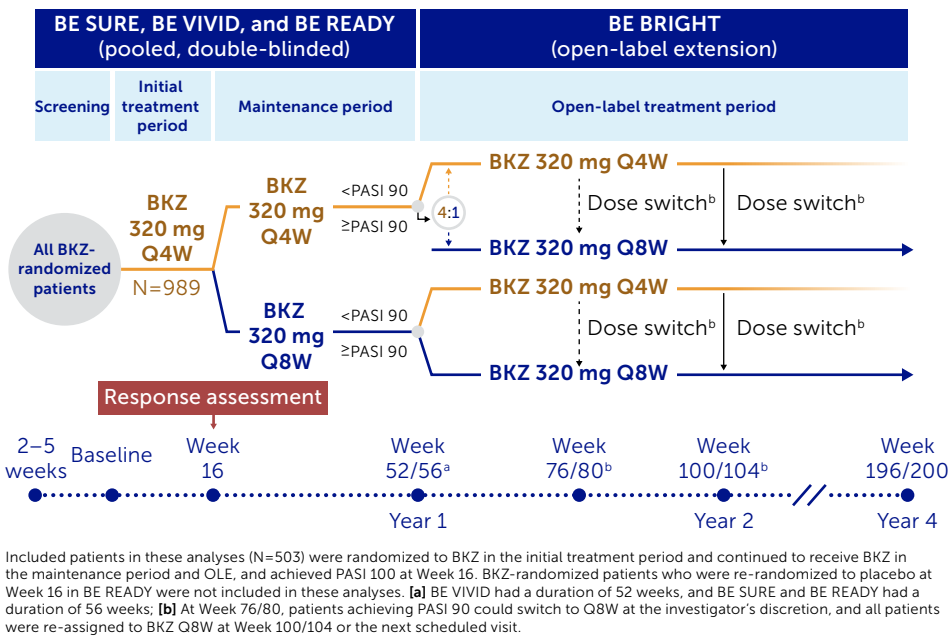 BE SURE, BE VIVID, and BE READY
(pooled, double-blinded)
BE BRIGHT
(open-label extension)
Screening
Initial
treatment
period
Maintenance period
Open-label treatment period
All BKZ-
randomized
patients
BKZ
320 mg
Q4W
N=989
BKZ
320 mg
Q4W
<PASI 90
≥PASI 90
4:1
BKZ 320 mg Q4W
Dose switchᵇ
Dose switchᵇ
BKZ 320 mg Q8W
BKZ
320 mg
Q8W
<PASI 90
≥PASI 90
BKZ 320 mg Q4W
Dose switchᵇ
Dose switchᵇ
BKZ 320 mg Q8W
Response assessment
2–5
weeks
Baseline
Week
16
Week
52/56ᵃ
Week
76/80ᵇ
Week
100/104ᵇ
Week
196/200
Year 1
Year 2
Year 4
Included patients in these analyses (N=503) were randomized to BKZ in the initial treatment period and continued to receive BKZ in
the maintenance period and OLE, and achieved PASI 100 at Week 16. BKZ-randomized patients who were re-randomized to placebo at
Week 16 in BE READY were not included in these analyses. [a] BE VIVID had a duration of 52 weeks, and BE SURE and BE READY had a
duration of 56 weeks; [b] At Week 76/80, patients achieving PASI 90 could switch to Q8W at the investigator's discretion, and all patients
were re-assigned to BKZ Q8W at Week 100/104 or the next scheduled visit.